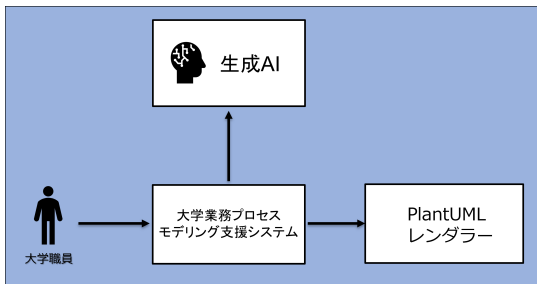 生成AI
大学業務プロセス
モデリング支援システム
PlantUML
レンダラー
大学職員